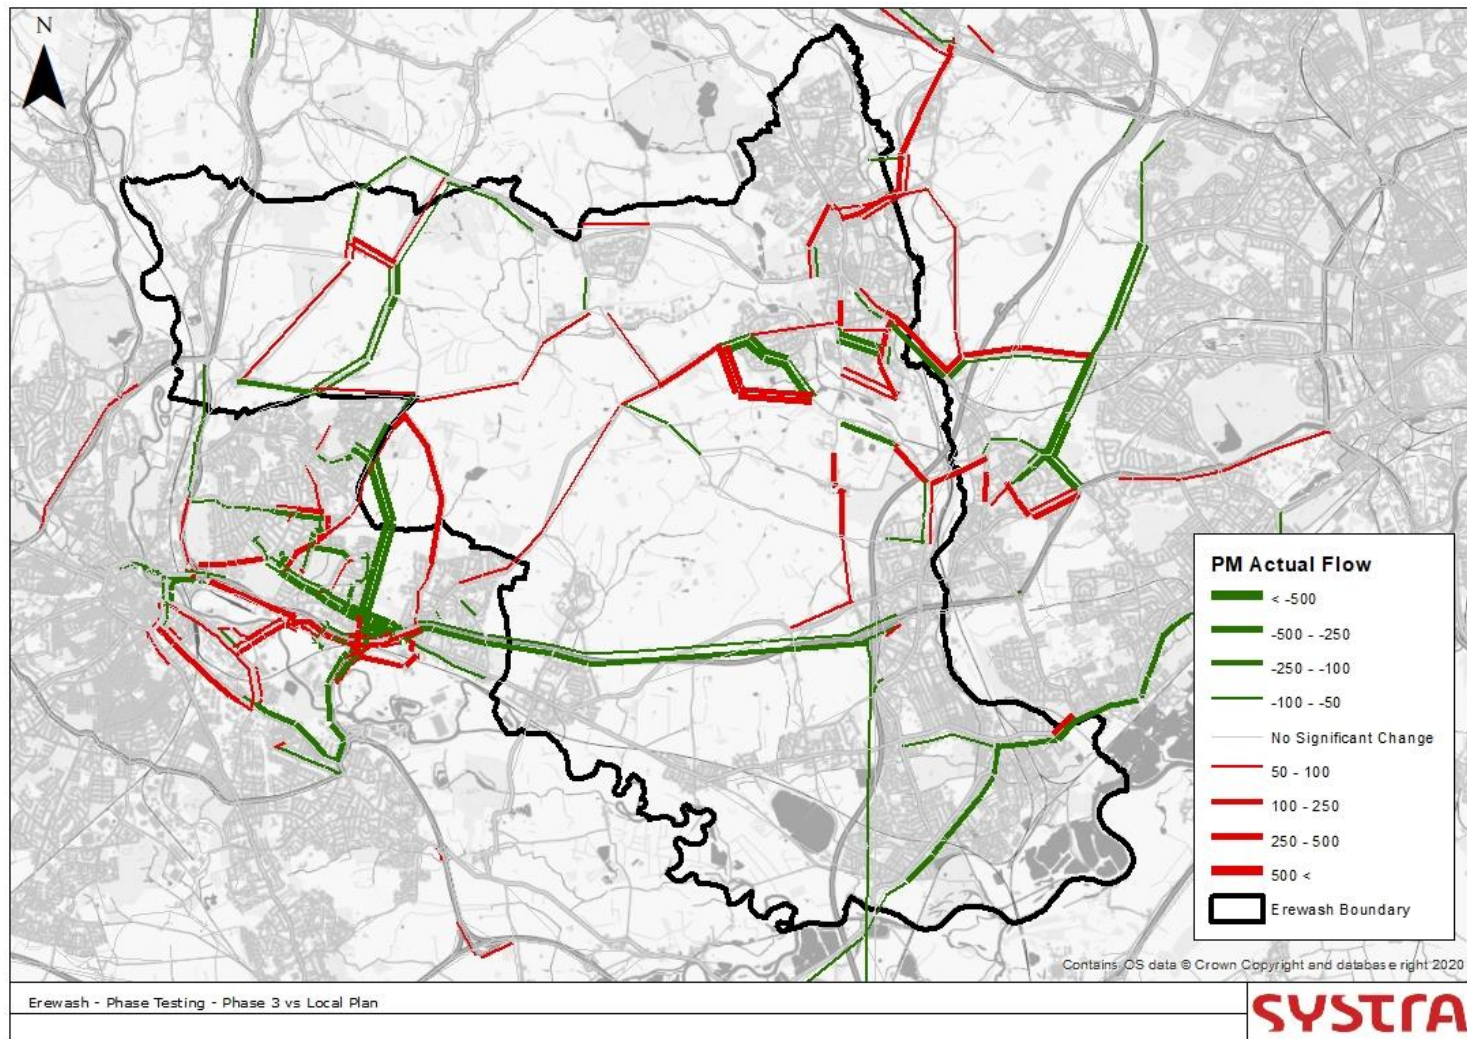 N
PM Actual Flow
< -500
-500 - -250
-250 - -100
-100 - -50
No Significant Change
50 - 100
100 - 250
250 - 500
500 <
Erewash Boundary
Contains OS data © Crown Copyright and database right 2020
Erewash - Phase Testing - Phase 3 vs Local Plan
SYSTRA